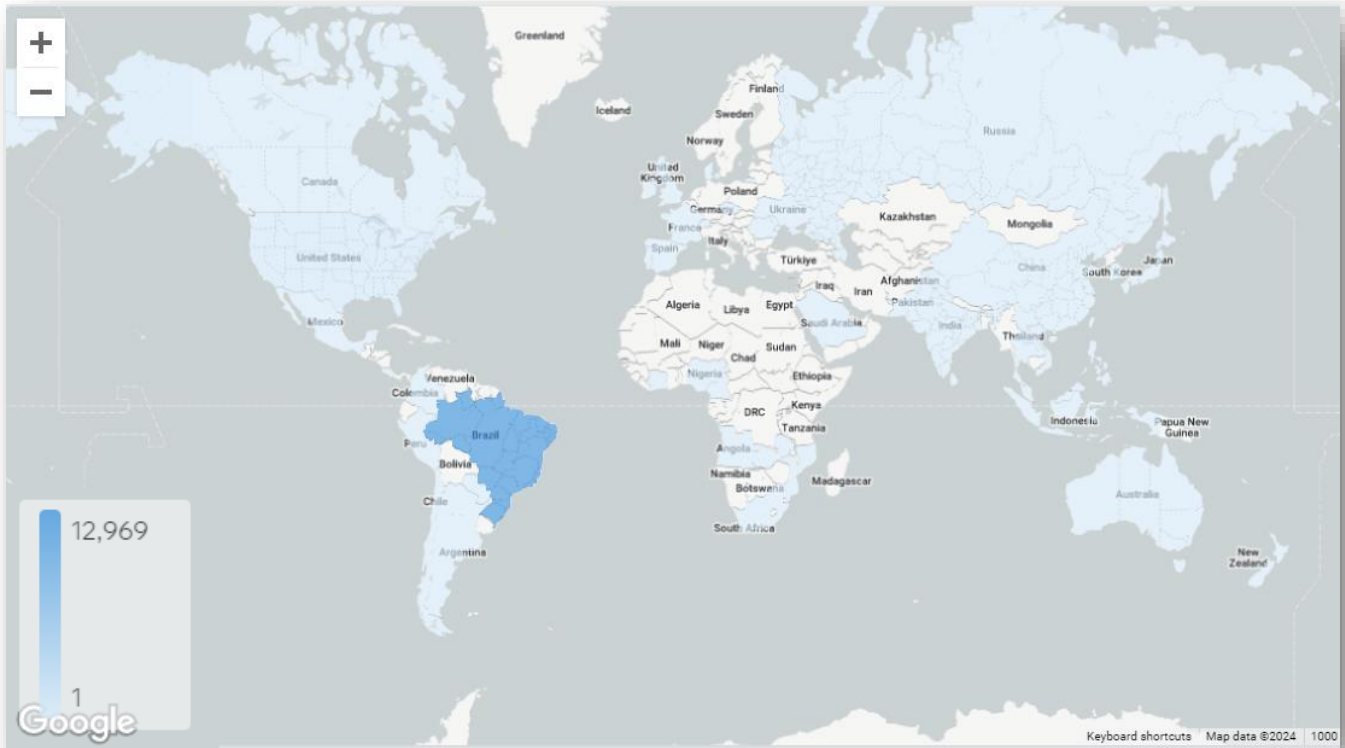 +
Greenland
Iceland
Finland
Sweden
Norway
Russia
Canada
United
Kingdom
Poland
Germany
Ukraine
Kazakhstan
Mongolia
France
Italy
Spain
United States
Türkiye
China
Japan
South Korea
Afghanistan
Iraq
Iran
Algeria
Libya
Egypt
Pakistan
Mexico
Saudi Arabia
India
Thailand
Mali
Niger
Sudan
Chad
Nigeria
Ethiopia
Venezuela
Colombia
DRC
Kenya
Brazil
Tanzania
Indonesia
Papua New
Guinea
Peru
Angola
Bolivia
Namibia
Botswana
Madagascar
Chile
Australia
South Africa
Argentina
New
Zealand
12,969
1
Google
Keyboard shortcuts Map data ©2024 1000